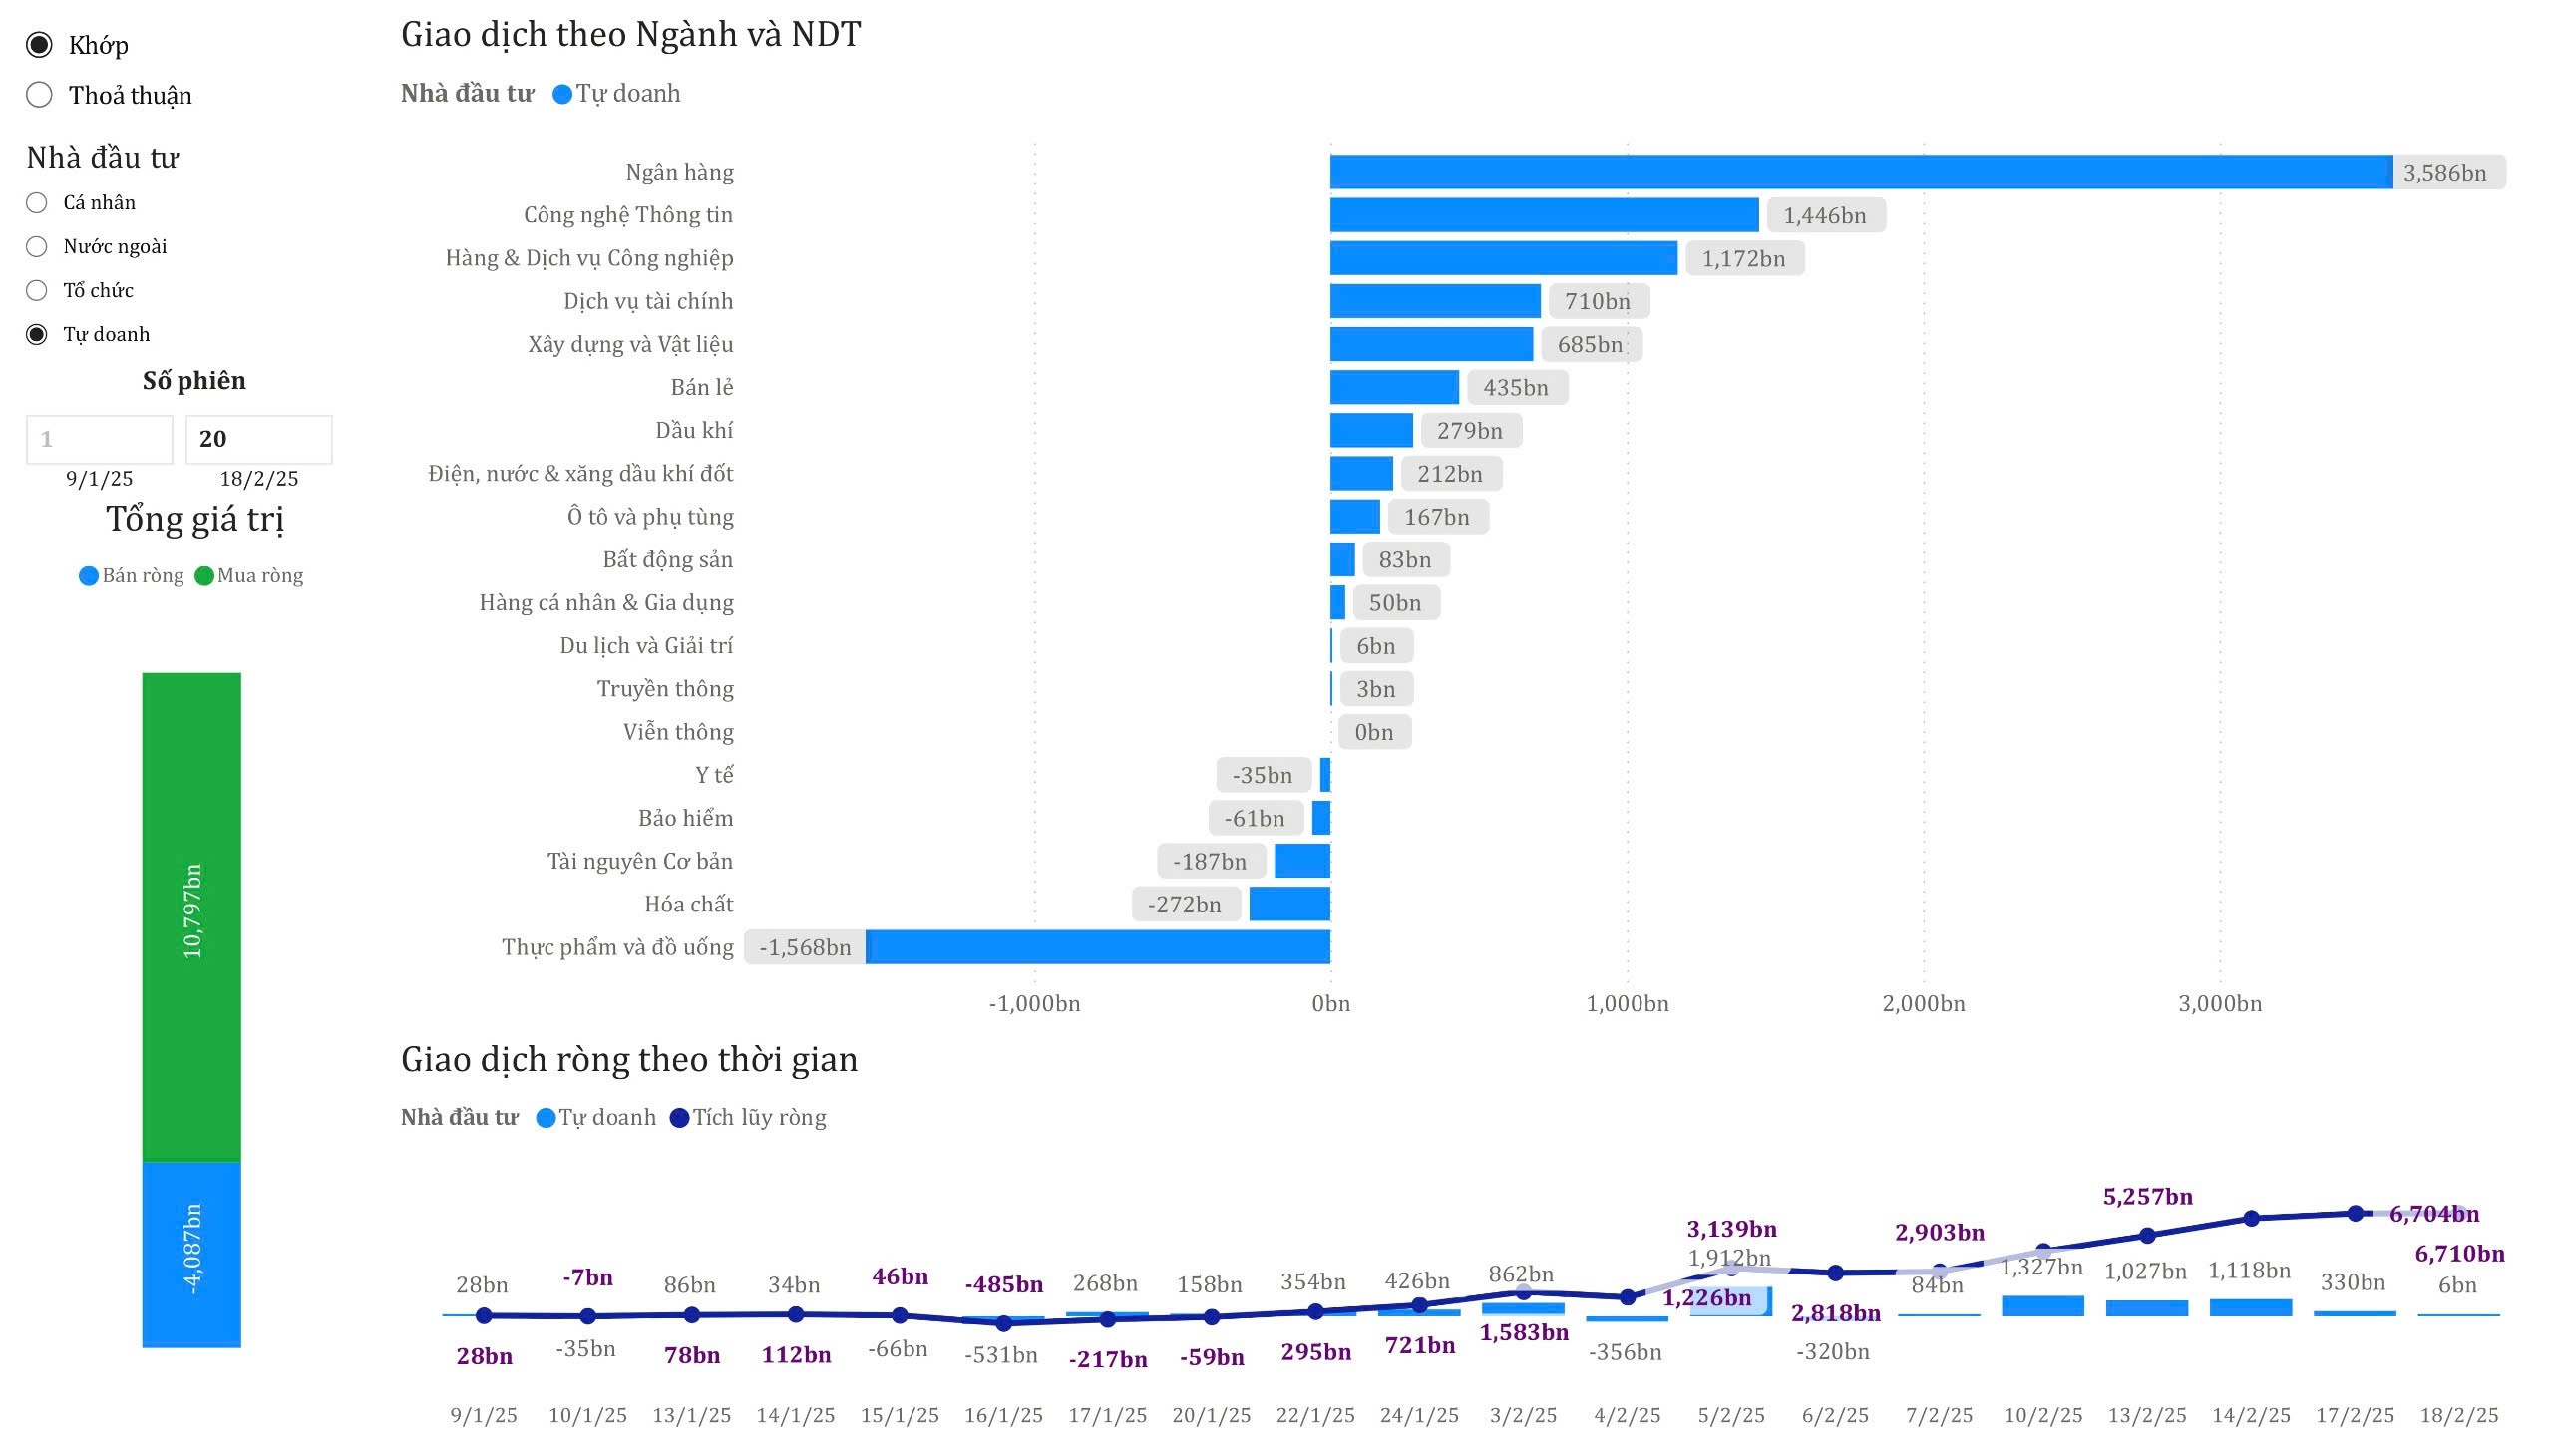 Khớp
Thoả thuận
Nhà đầu tư
Cá nhân
Nước ngoài
Tổ chức
Tự doanh
Số phiên
1 20
9/1/25 18/2/25
Tổng giá trị
Bán ròng Mua ròng
10,797bn
-4,087bn
Giao dịch theo Ngành và NDT
Nhà đầu tư Tự doanh
Ngân hàng 3,586bn
Công nghệ Thông tin 1,446bn
Hàng & Dịch vụ Công nghiệp 1,172bn
Dịch vụ tài chính 710bn
Xây dựng và Vật liệu 685bn
Bán lẻ 435bn
Dầu khí 279bn
Điện, nước & xăng dầu khí đốt 212bn
Ô tô và phụ tùng 167bn
Bất động sản 83bn
Hàng cá nhân & Gia dụng 50bn
Du lịch và Giải trí 6bn
Truyền thông 3bn
Viễn thông 0bn
Y tế -35bn
Bảo hiểm -61bn
Tài nguyên Cơ bản -187bn
Hóa chất -272bn
Thực phẩm và đồ uống -1,568bn
-1,000bn 0bn 1,000bn 2,000bn 3,000bn
Giao dịch ròng theo thời gian
Nhà đầu tư Tự doanh Tích lũy ròng
5,257bn
6,704bn
3,139bn 2,903bn
1,912bn 6,710bn
28bn -7bn 86bn 34bn 46bn -485bn 268bn 158bn 354bn 426bn 862bn 84bn 1,327bn 1,027bn 1,118bn 330bn 6bn
1,226bn 2,818bn
28bn -35bn 78bn 112bn -66bn -531bn -217bn -59bn 295bn 721bn 1,583bn -356bn -320bn
9/1/25 10/1/25 13/1/25 14/1/25 15/1/25 16/1/25 17/1/25 20/1/25 22/1/25 24/1/25 3/2/25 4/2/25 5/2/25 6/2/25 7/2/25 10/2/25 13/2/25 14/2/25 17/2/25 18/2/25